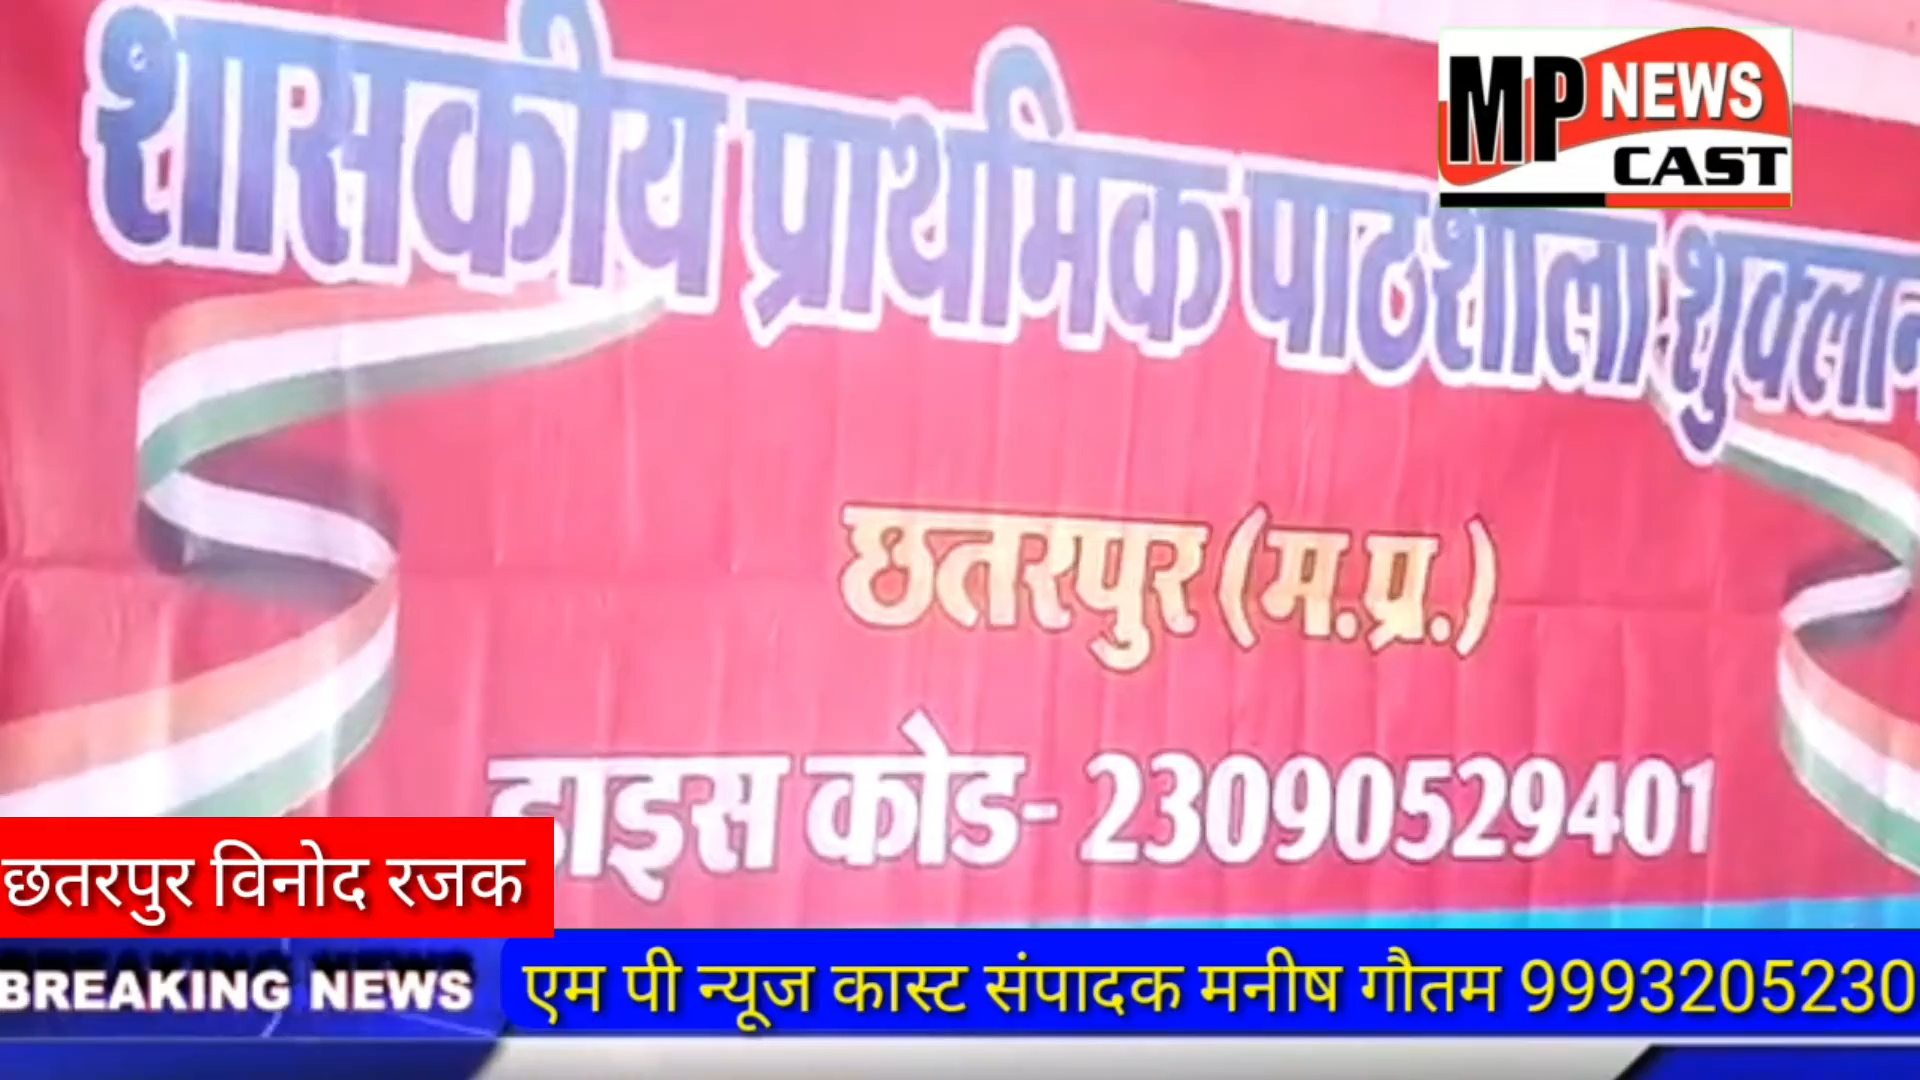 MP NEWS
CAST
शासकीय प्राथमिक पाठशाला
छतरपुर (म.प्र.)
डाइस कोड- 23090529401
छतरपुर विनोद रजक
BREAKING NEWS
एम पी न्यूज कास्ट संपादक मनीष गौतम 9993205230